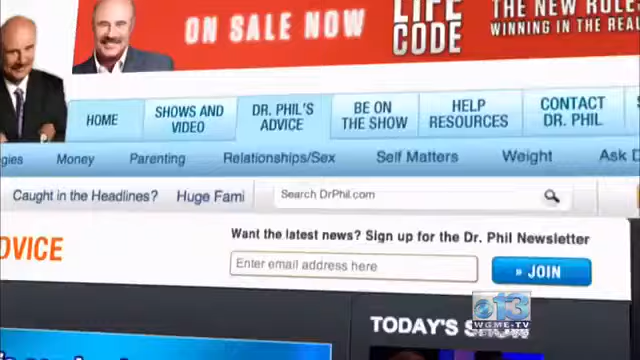 ON SALE NOW
LIFE
CODE
THE NEW RULES
WINNING IN THE REAL
HOME
SHOWS AND
VIDEO
DR. PHIL'S
ADVICE
BE ON
THE SHOW
HELP
RESOURCES
CONTACT
DR. PHIL
gies Money Parenting Relationships/Sex Self Matters Weight Ask D
Caught in the Headlines? Huge Fami
Search DrPhil.com
DVICE
Want the latest news? Sign up for the Dr. Phil Newsletter
Enter email address here
» JOIN
13
WGME-TV
TODAY'S SHOW